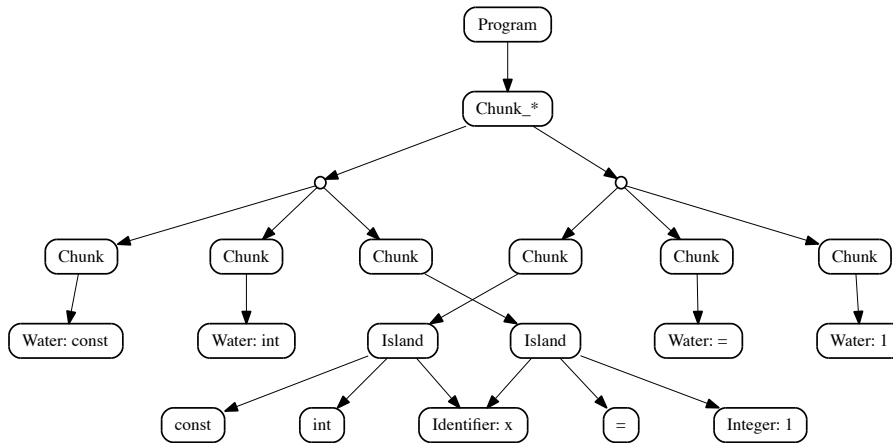 Program
Chunk_*
Chunk Chunk Chunk Chunk Chunk Chunk
Water: const Water: int Island Island Water: = Water: 1
const int Identifier: x = Integer: 1